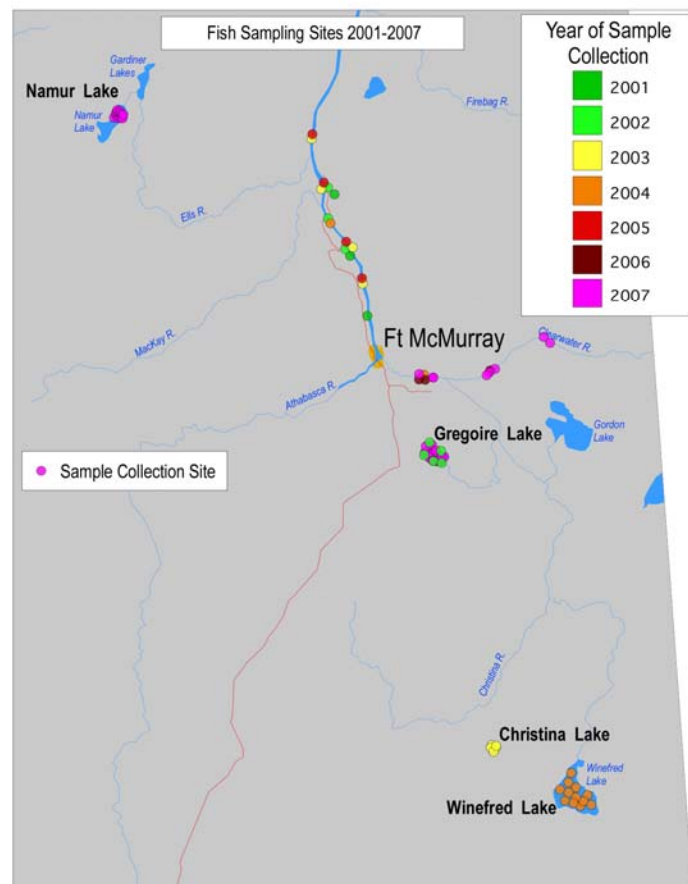 Fish Sampling Sites 2001-2007
Year of Sample
Collection
2001
2002
2003
2004
2005
2006
2007
Gardiner
Lakes
Namur Lake
Namur
Lake
Firebag R.
Ells R.
MacKay R.
Ft McMurray
Clearwater R.
Athabasca R.
Gregoire Lake
Gordon
Lake
Sample Collection Site
Christina R.
Christina Lake
Winefred
Lake
Winefred Lake